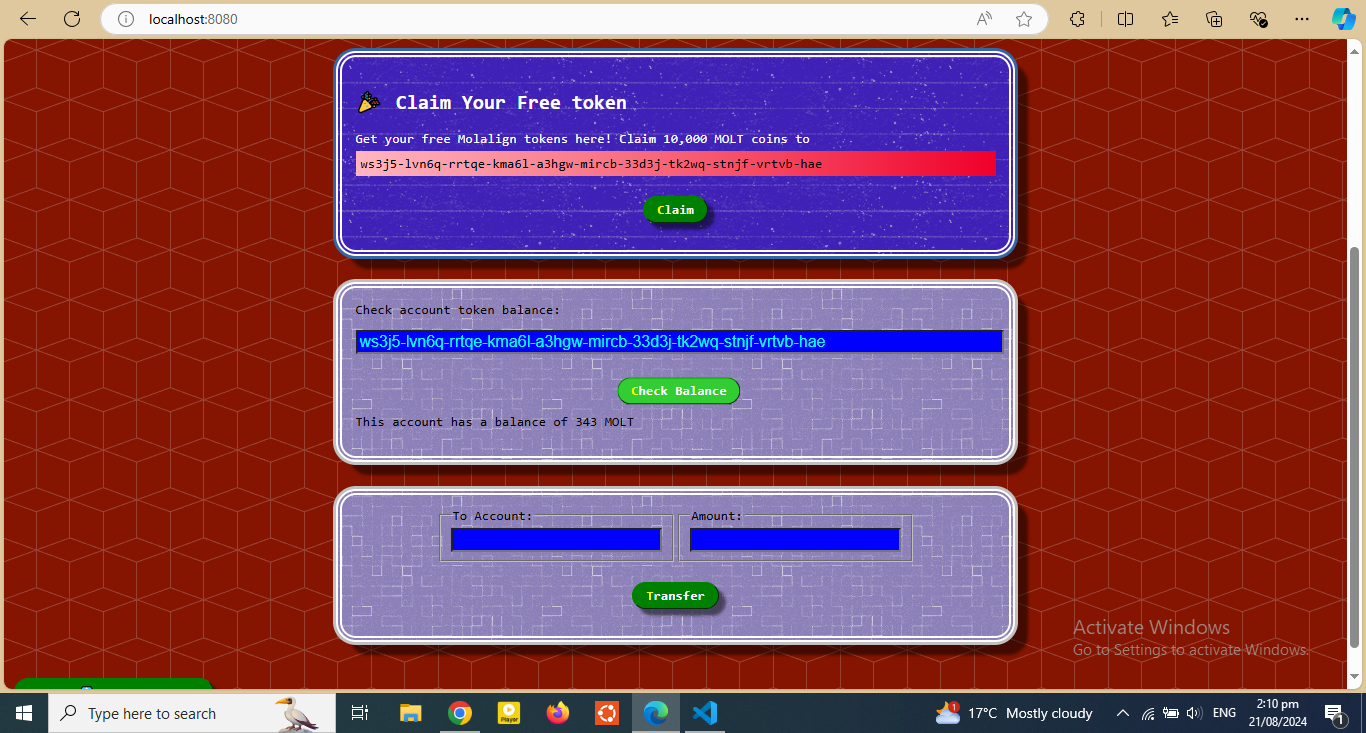 localhost:8080
Claim Your Free token
Get your free Molalign tokens here! Claim 10,000 MOLT coins to
ws3j5-lvn6q-rrtqe-kma6l-a3hgw-mircb-33d3j-tk2wq-stnjf-vrtvb-hae
Claim
Check account token balance:
ws3j5-lvn6q-rrtqe-kma6l-a3hgw-mircb-33d3j-tk2wq-stnjf-vrtvb-hae
Check Balance
This account has a balance of 343 MOLT
To Account: Amount:
Transfer
Activate Windows
Go to Settings to activate Windows.
Type here to search Player 1 17°C Mostly cloudy ENG 2:10 pm 1
21/08/2024